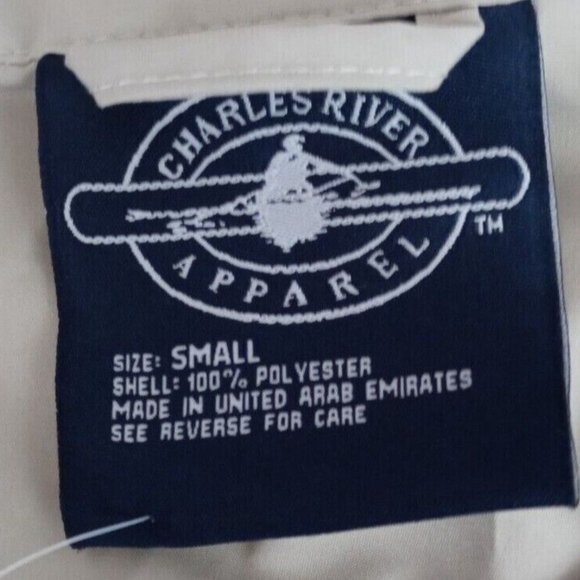 CHARLES RIVER
APPAREL
TM
SIZE: SMALL
SHELL: 100% POLYESTER
MADE IN UNITED ARAB EMIRATES
SEE REVERSE FOR CARE